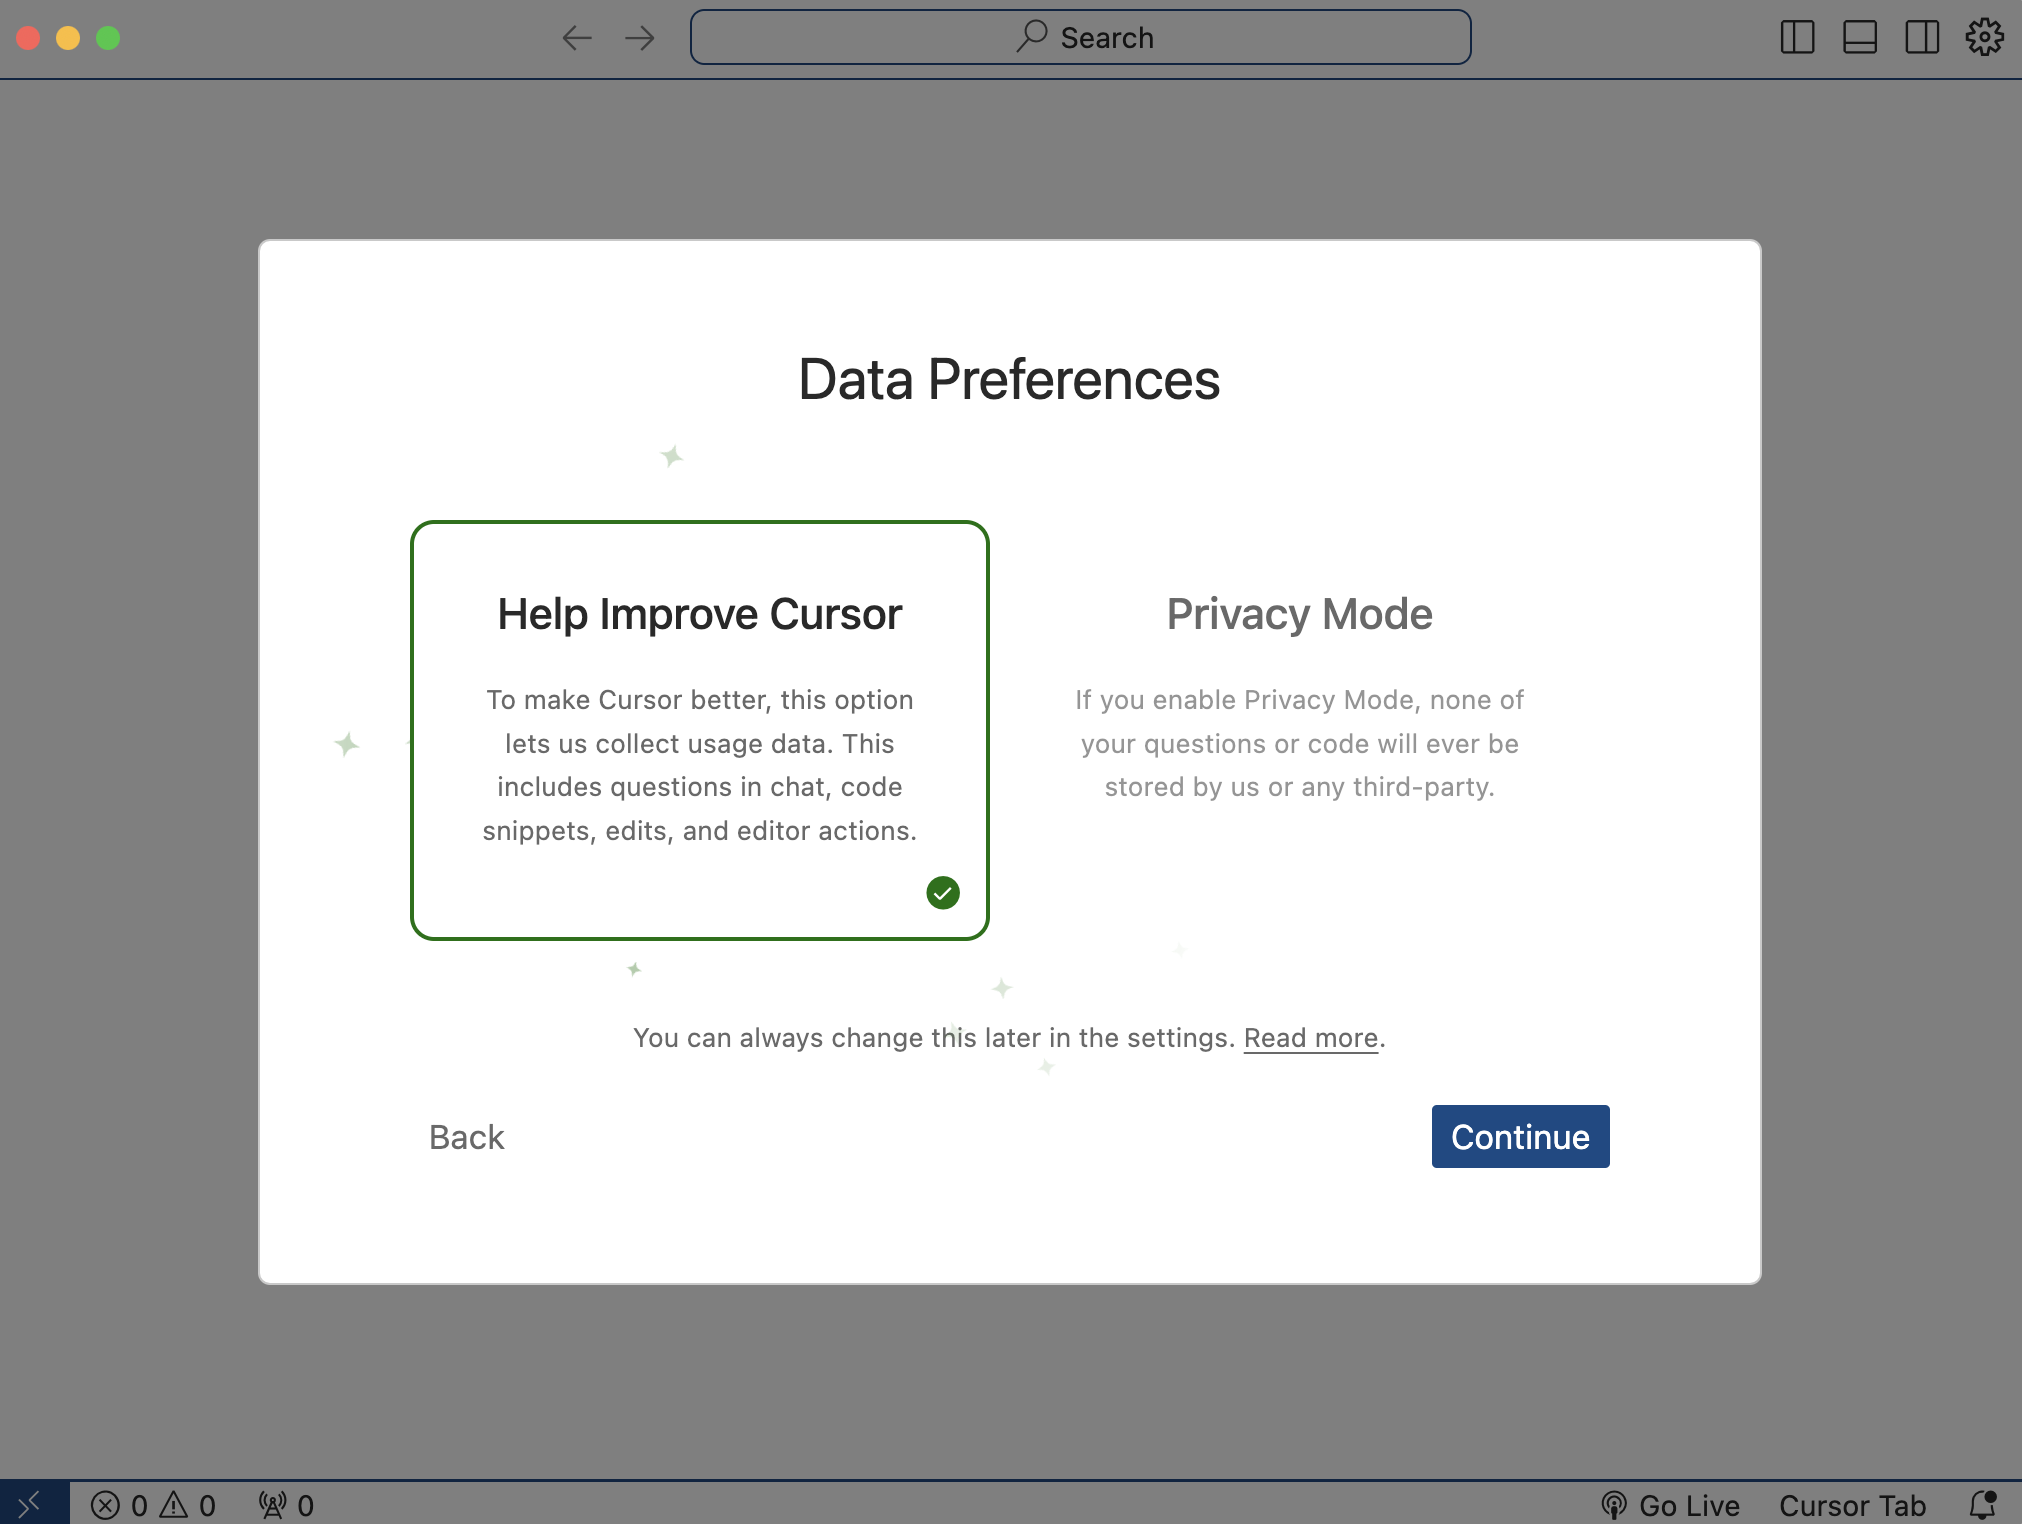 Search
Data Preferences
Help Improve Cursor
To make Cursor better, this option
lets us collect usage data. This
includes questions in chat, code
snippets, edits, and editor actions.
Privacy Mode
If you enable Privacy Mode, none of
your questions or code will ever be
stored by us or any third-party.
You can always change this later in the settings. Read more.
Back
Continue
0 0 0
Go Live Cursor Tab